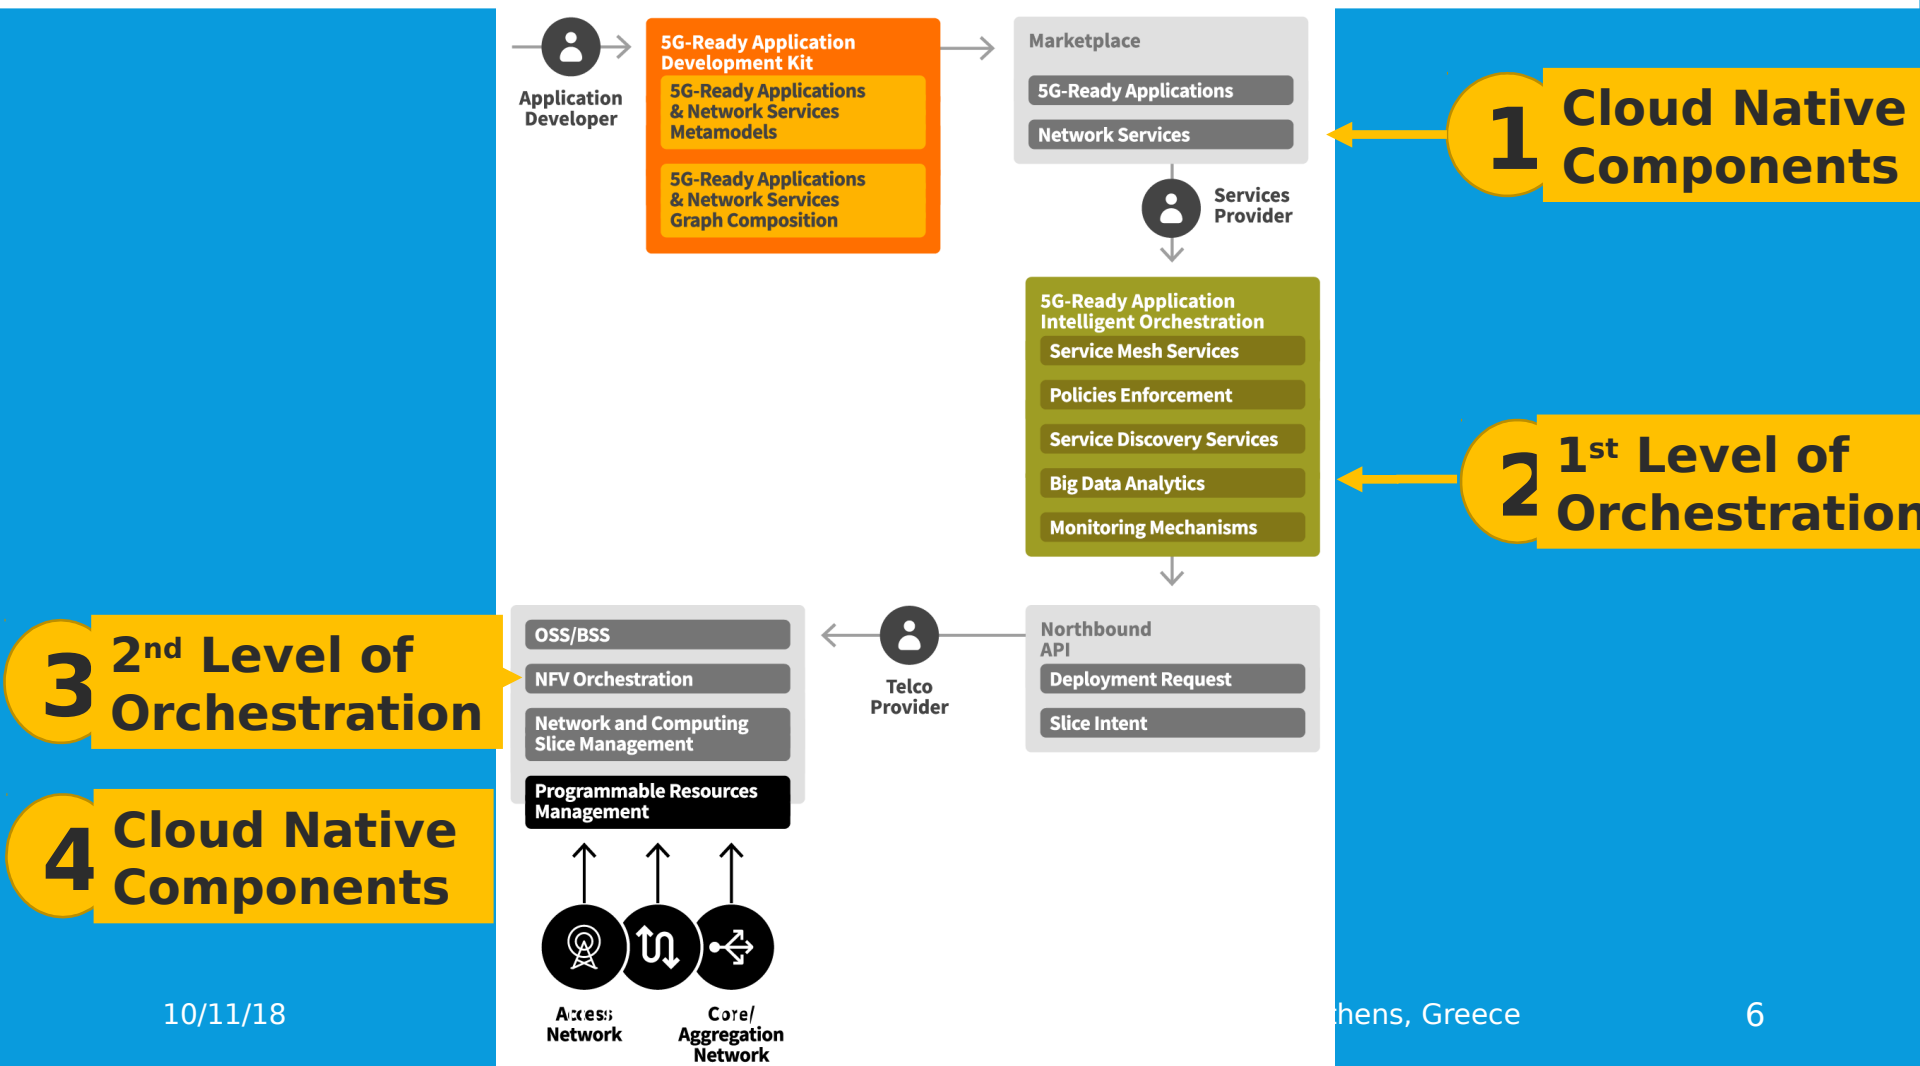 Application
Developer
5G-Ready Application
Development Kit
5G-Ready Applications
& Network Services
Metamodels
5G-Ready Applications
& Network Services
Graph Composition
Marketplace
5G-Ready Applications
Network Services
1
Cloud Native
Components
Services
Provider
5G-Ready Application
Intelligent Orchestration
Service Mesh Services
Policies Enforcement
Service Discovery Services
Big Data Analytics
Monitoring Mechanisms
2
1st Level of
Orchestration
3
2nd Level of
Orchestration
OSS/BSS
NFV Orchestration
Network and Computing
Slice Management
Programmable Resources
Management
Telco
Provider
Northbound
API
Deployment Request
Slice Intent
4
Cloud Native
Components
Access
Network
Core/
Aggregation
Network
10/11/18
Greece
6